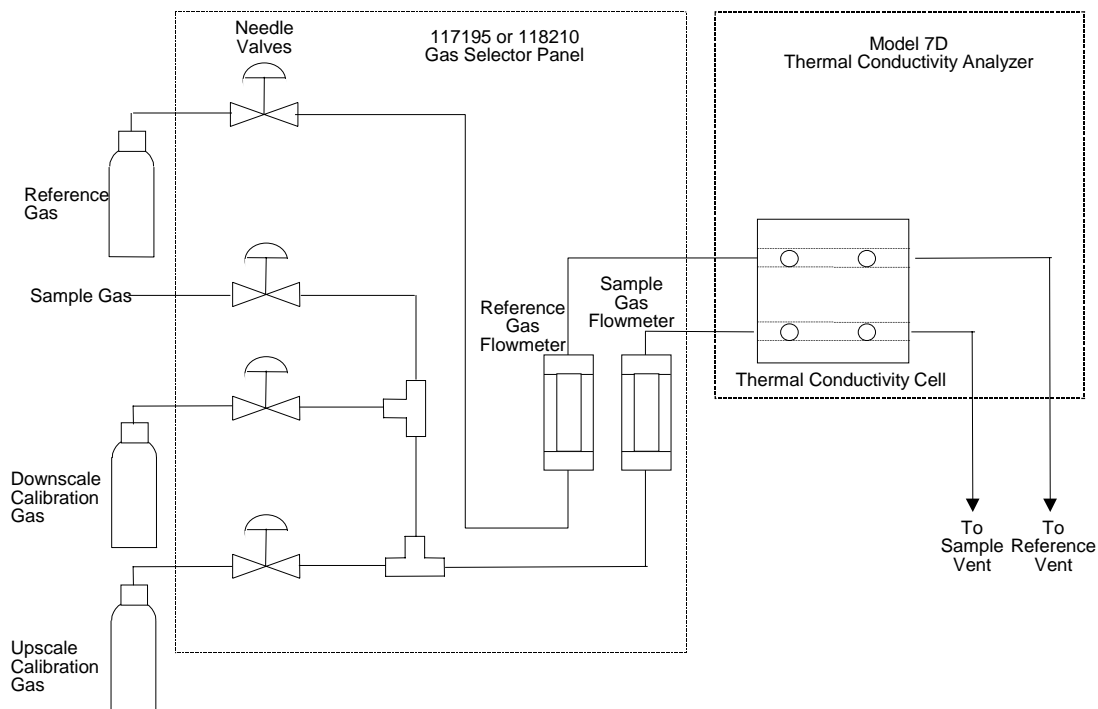 Needle
Valves
117195 or 118210
Gas Selector Panel
Model 7D
Thermal Conductivity Analyzer
Reference
Gas
Sample Gas
Reference
Gas
Flowmeter
Sample
Gas
Flowmeter
Thermal Conductivity Cell
Downscale
Calibration
Gas
To
Sample
Vent
To
Reference
Vent
Upscale
Calibration
Gas